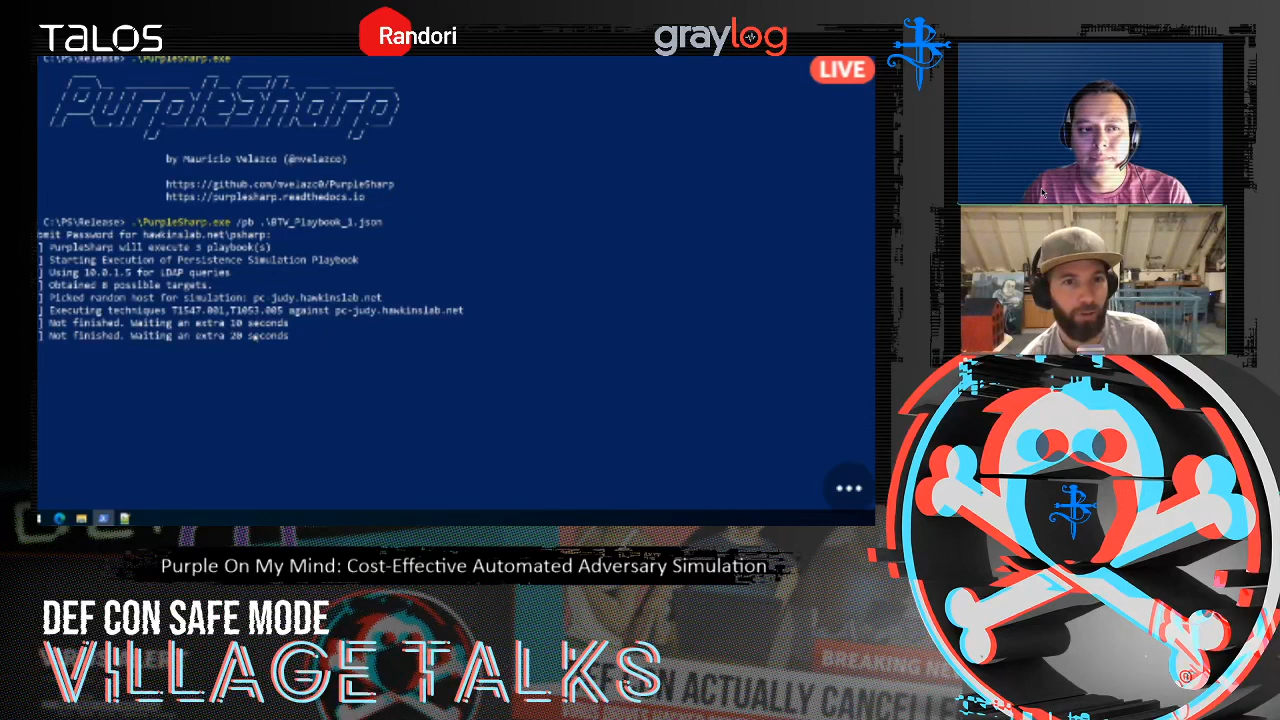 TALOS
Randori
graylog
C:\PS\Release> .\PurpleSharp.exe
LIVE
PurpleSharp
by Mauricio Velazco (@mvelazco)
https://github.com/mvelazc0/PurpleSharp
https://purplesharp.readthedocs.io
C:\PS\Release> .\PurpleSharp.exe /pb .\BTV_Playbook_1.json
omit Password for hawkinslab.net\psharp:
] PurpleSharp will execute 3 playbook(s)
] Starting Execution of Persistence Simulation Playbook
] Using 10.0.1.5 for LDAP queries
] Obtained 8 possible targets.
] Picked random host for simulation: pc-judy.hawkinslab.net
] Executing techniques T1547.001,T1053.005 against pc-judy.hawkinslab.net
] Not finished. Waiting an extra 10 seconds
] Not finished. Waiting an extra 20 seconds
Purple On My Mind: Cost-Effective Automated Adversary Simulation
DEF CON SAFE MODE
VILLAGE TALKS
BREAKING NE
CON ACTUALLY CANCELLE
®